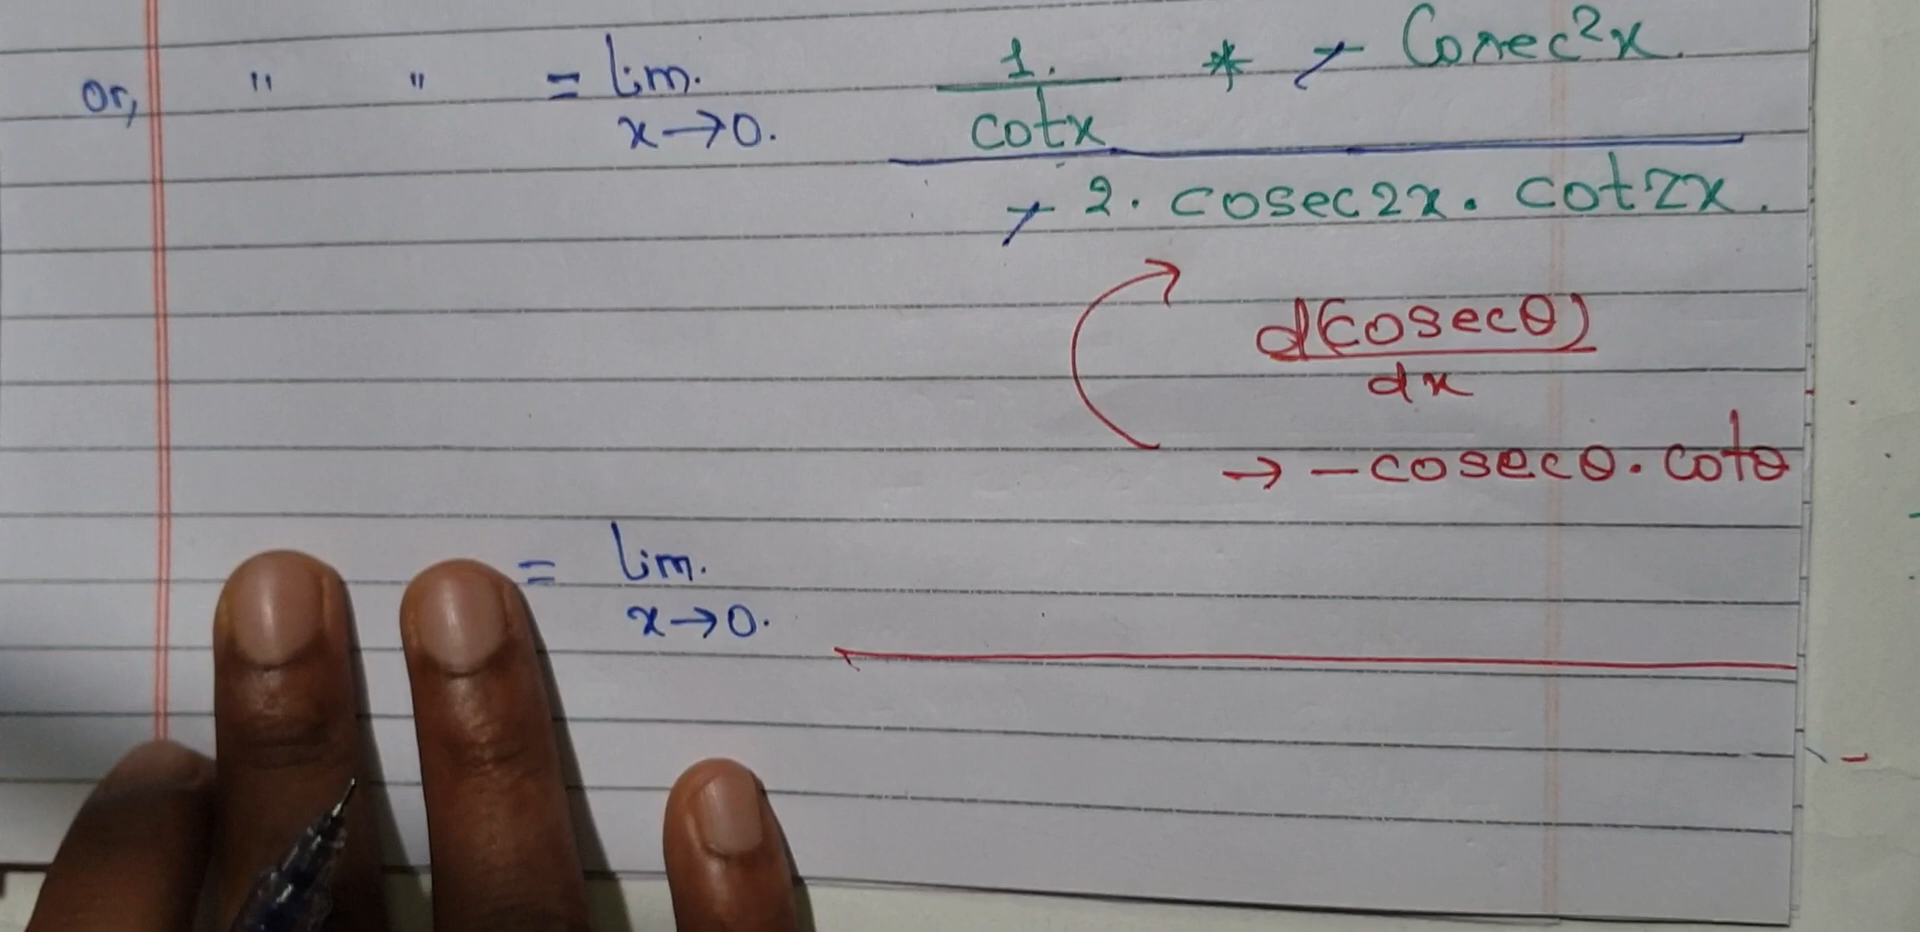 or, " " = lim. 1. * - Cosec²x.
x→0. cotx
- 2. cosec2x. cot2x.
d(cosecθ)
dx
→ -cosecθ. cotθ
= lim.
x→0.